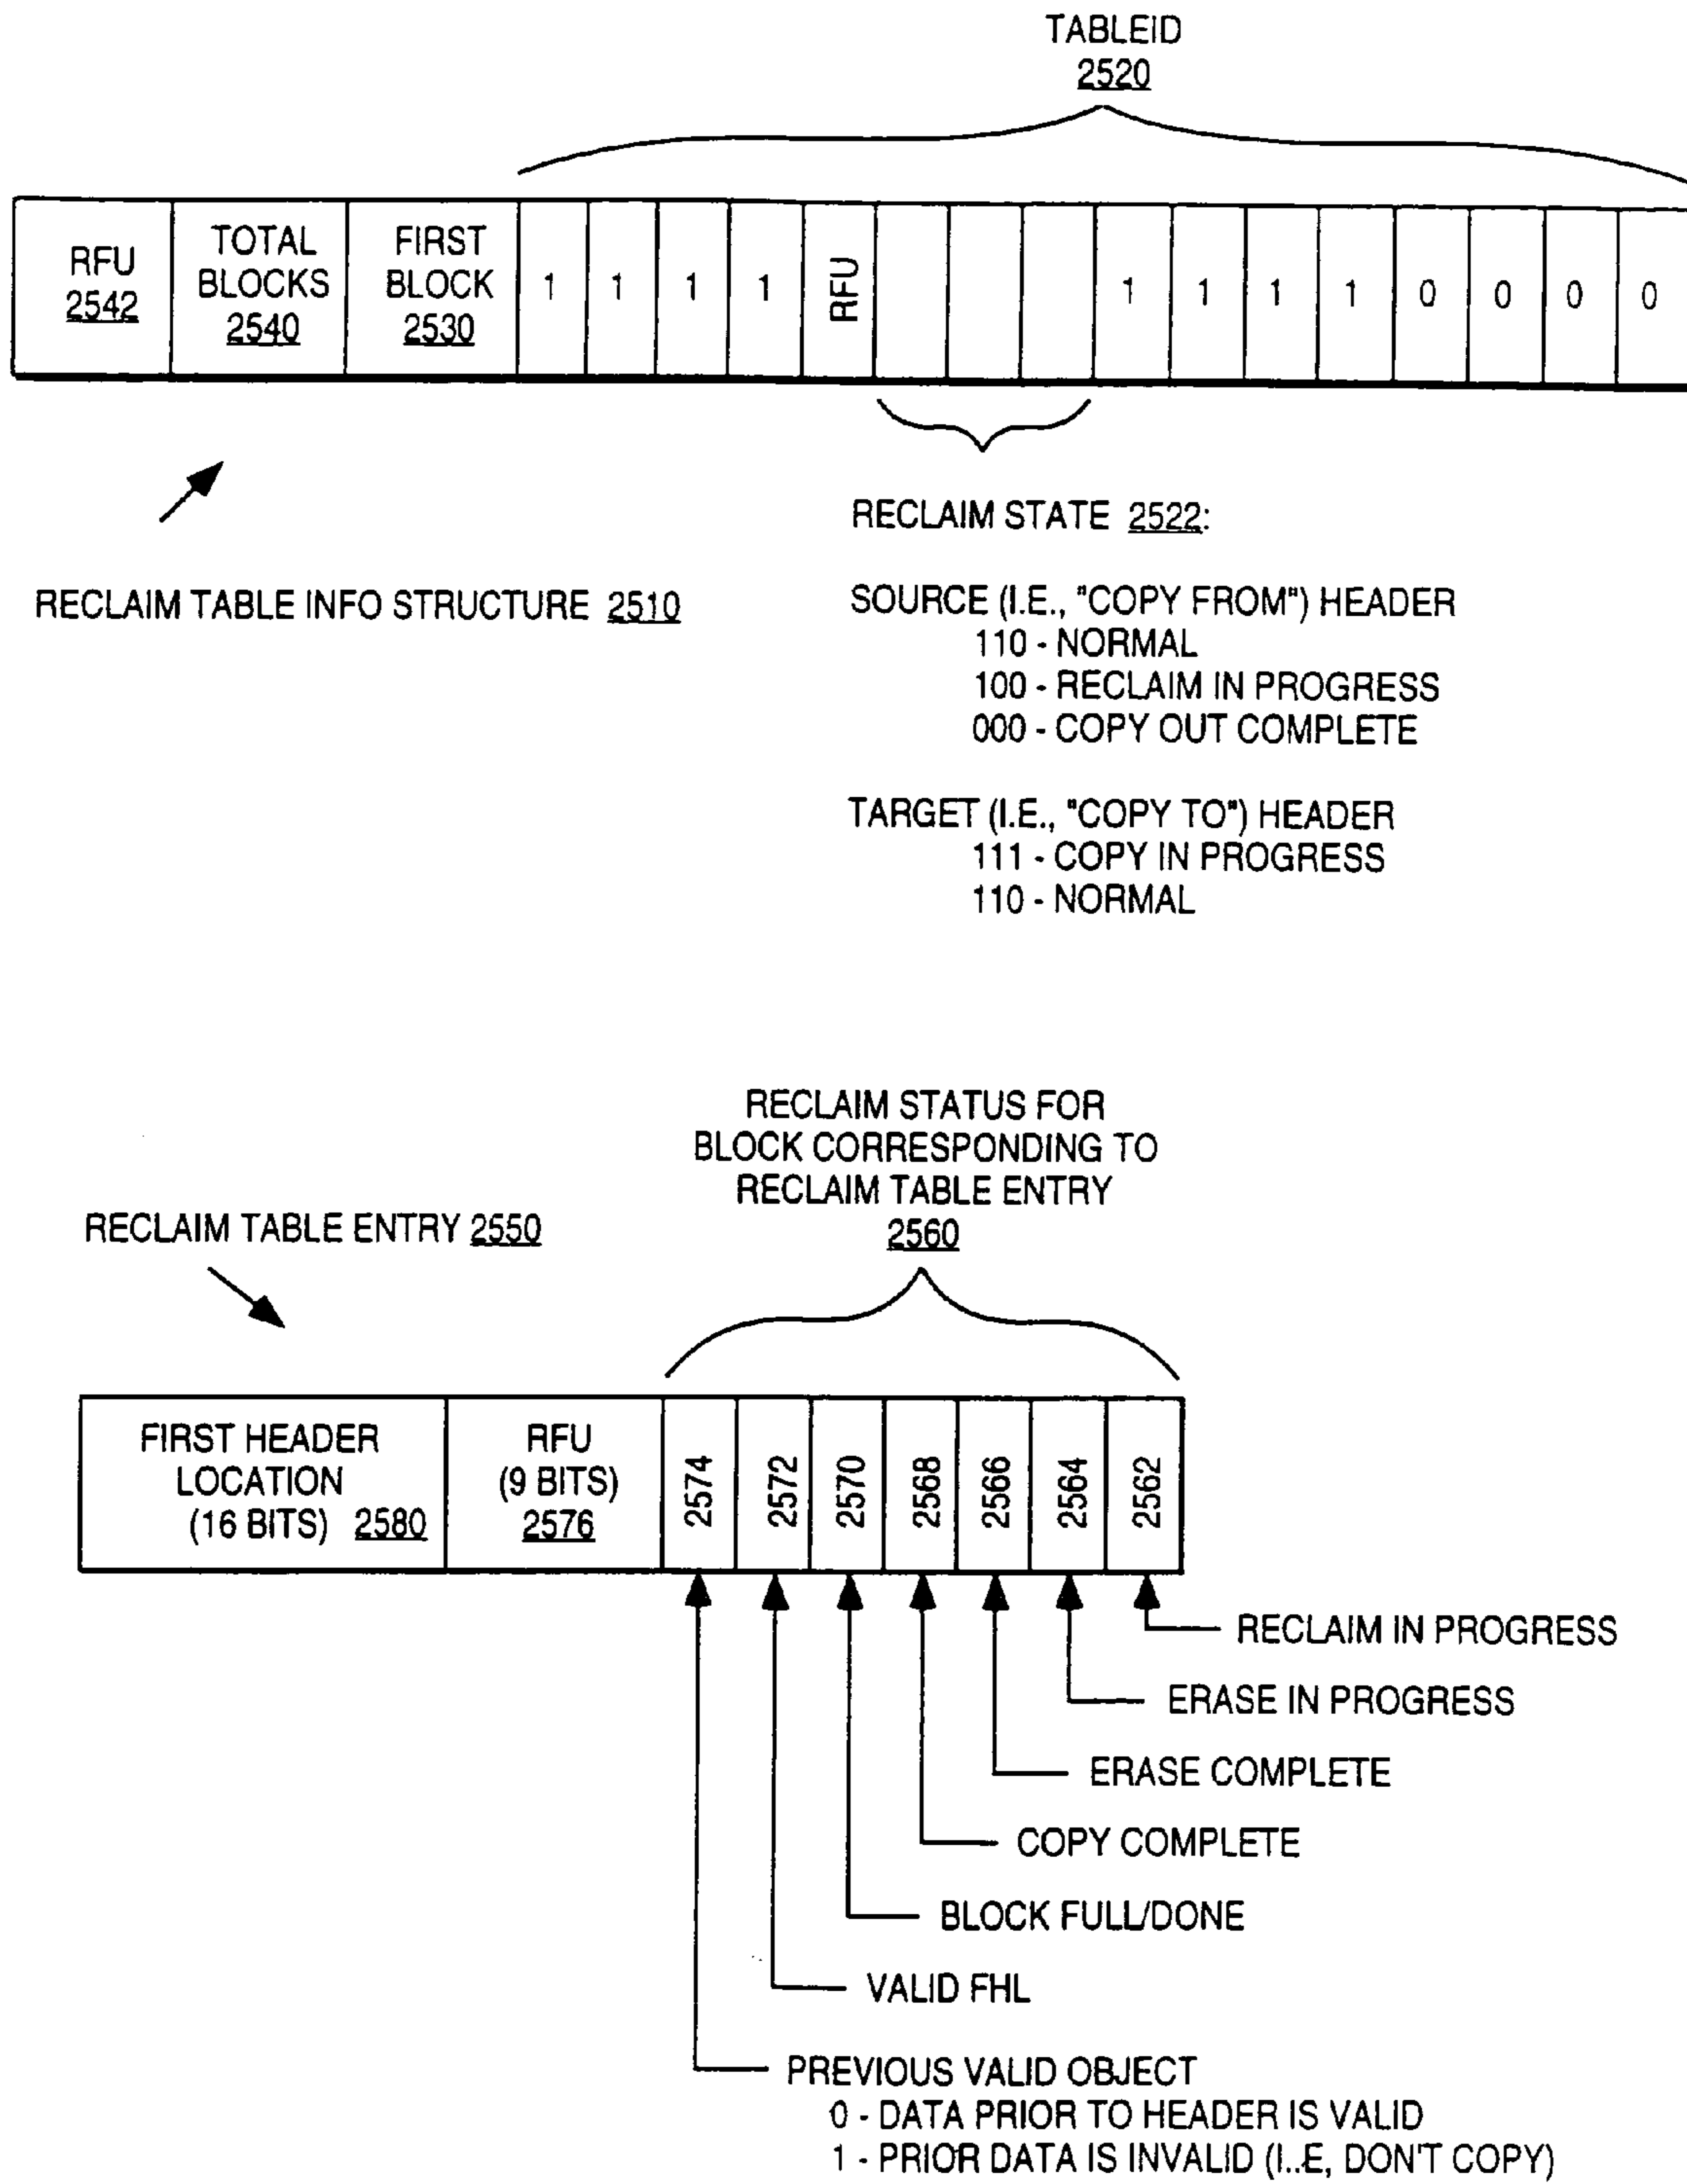 TABLEID
2520
RFU
2542
TOTAL
BLOCKS
2540
FIRST
BLOCK
2530
1 1 1 1 RFU 1 1 1 1 0 0 0 0
RECLAIM TABLE INFO STRUCTURE 2510
RECLAIM STATE 2522:
SOURCE (I.E., "COPY FROM") HEADER
110 - NORMAL
100 - RECLAIM IN PROGRESS
000 - COPY OUT COMPLETE
TARGET (I.E., "COPY TO") HEADER
111 - COPY IN PROGRESS
110 - NORMAL
RECLAIM STATUS FOR
BLOCK CORRESPONDING TO
RECLAIM TABLE ENTRY
2560
RECLAIM TABLE ENTRY 2550
FIRST HEADER
LOCATION
(16 BITS) 2580
RFU
(9 BITS)
2576
2574
2572
2570
2568
2566
2564
2562
RECLAIM IN PROGRESS
ERASE IN PROGRESS
ERASE COMPLETE
COPY COMPLETE
BLOCK FULL/DONE
VALID FHL
PREVIOUS VALID OBJECT
0 - DATA PRIOR TO HEADER IS VALID
1 - PRIOR DATA IS INVALID (I..E, DON'T COPY)